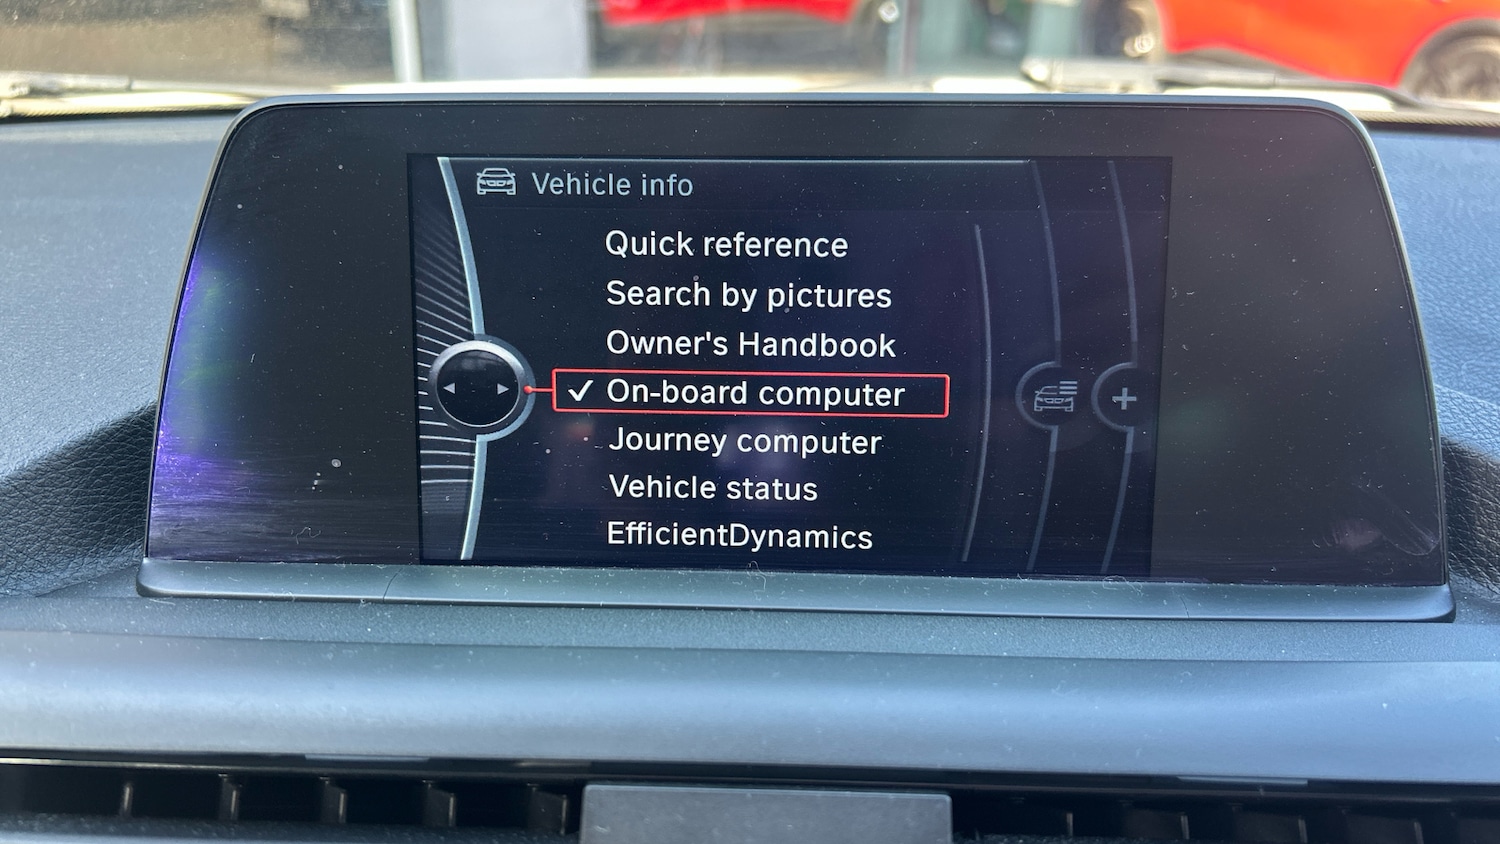 Vehicle info
Quick reference
Search by pictures
Owner's Handbook
✓ On-board computer
Journey computer
Vehicle status
EfficientDynamics